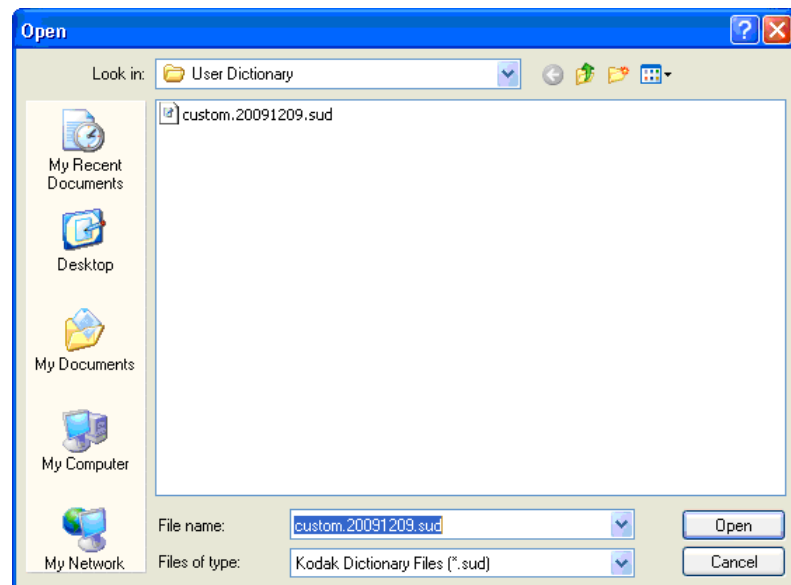 Open
Look in: User Dictionary
custom.20091209.sud
My Recent
Documents
Desktop
My Documents
My Computer
My Network
File name: custom.20091209.sud Open
Files of type: Kodak Dictionary Files (*.sud) Cancel